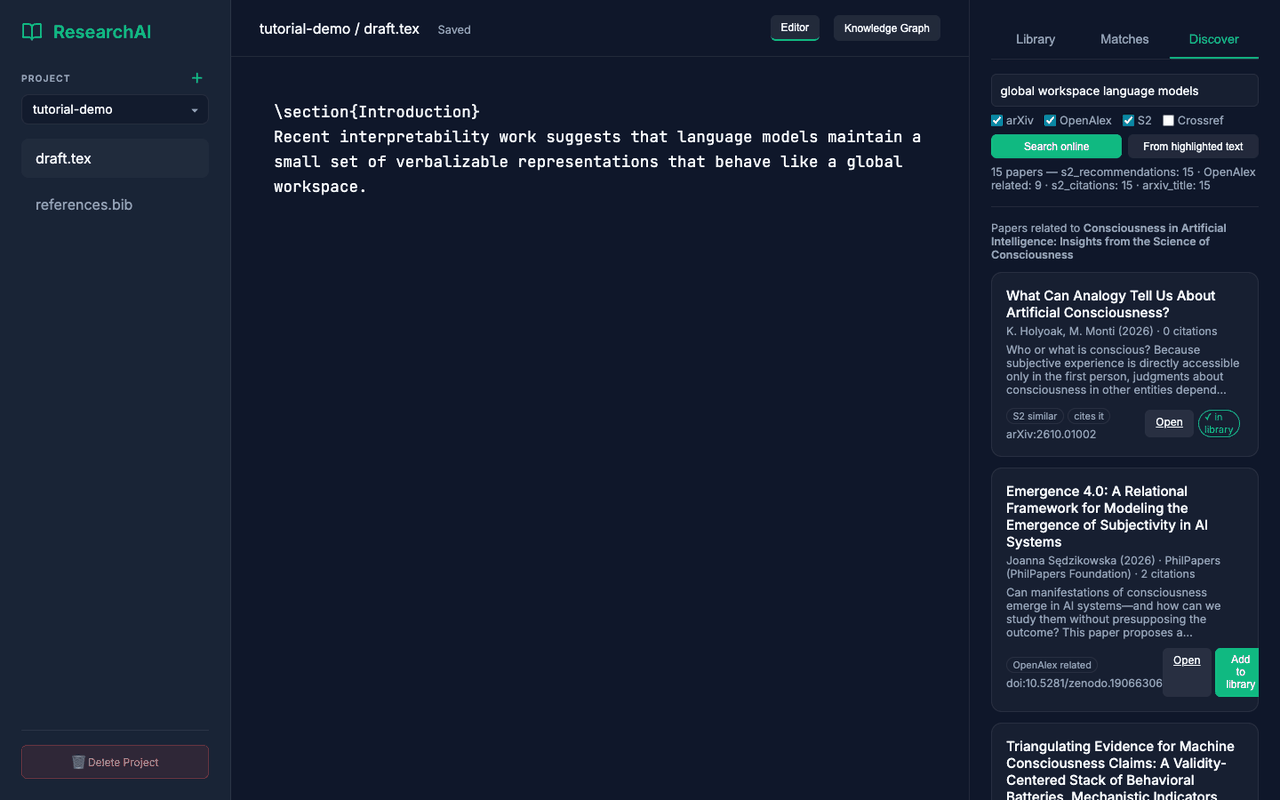 ResearchAI
PROJECT
+
tutorial-demo
draft.tex
references.bib
Delete Project
tutorial-demo / draft.tex
Saved
Editor
Knowledge Graph
\section{Introduction}
Recent interpretability work suggests that language models maintain a
small set of verbalizable representations that behave like a global
workspace.
Library
Matches
Discover
global workspace language models
arXiv
OpenAlex
S2
Crossref
Search online
From highlighted text
15 papers — s2_recommendations: 15 · OpenAlex
related: 9 · s2_citations: 15 · arxiv_title: 15
Papers related to Consciousness in Artificial
Intelligence: Insights from the Science of
Consciousness
What Can Analogy Tell Us About
Artificial Consciousness?
K. Holyoak, M. Monti (2026) · 0 citations
Who or what is conscious? Because
subjective experience is directly accessible
only in the first person, judgments about
consciousness in other entities depend...
S2 similar
cites it
arXiv:2610.01002
Open
✓ in
library
Emergence 4.0: A Relational
Framework for Modeling the
Emergence of Subjectivity in AI
Systems
Joanna Sędzikowska (2026) · PhilPapers
(PhilPapers Foundation) · 2 citations
Can manifestations of consciousness
emerge in AI systems—and how can we
study them without presupposing the
outcome? This paper proposes a...
OpenAlex related
doi:10.5281/zenodo.19066306
Open
Add
to
library
Triangulating Evidence for Machine
Consciousness Claims: A Validity-
Centered Stack of Behavioral
Batteries, Mechanistic Indicators